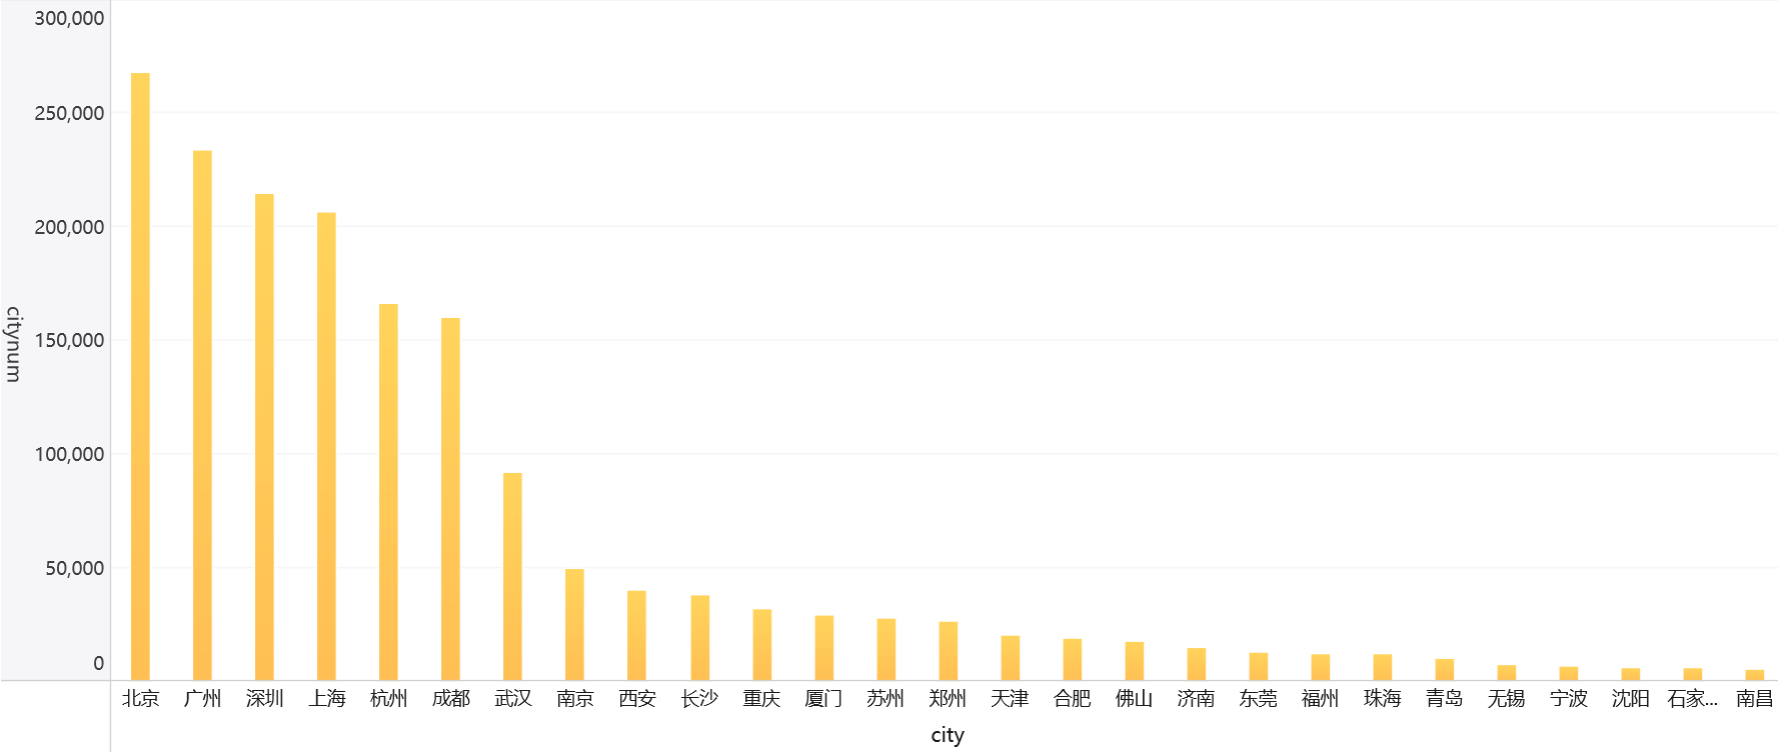 300,000
250,000
200,000
150,000
100,000
50,000
0
citynum
北京 广州 深圳 上海 杭州 成都 武汉 南京 西安 长沙 重庆 厦门 苏州 郑州 天津 合肥 佛山 济南 东莞 福州 珠海 青岛 无锡 宁波 沈阳 石家... 南昌
city